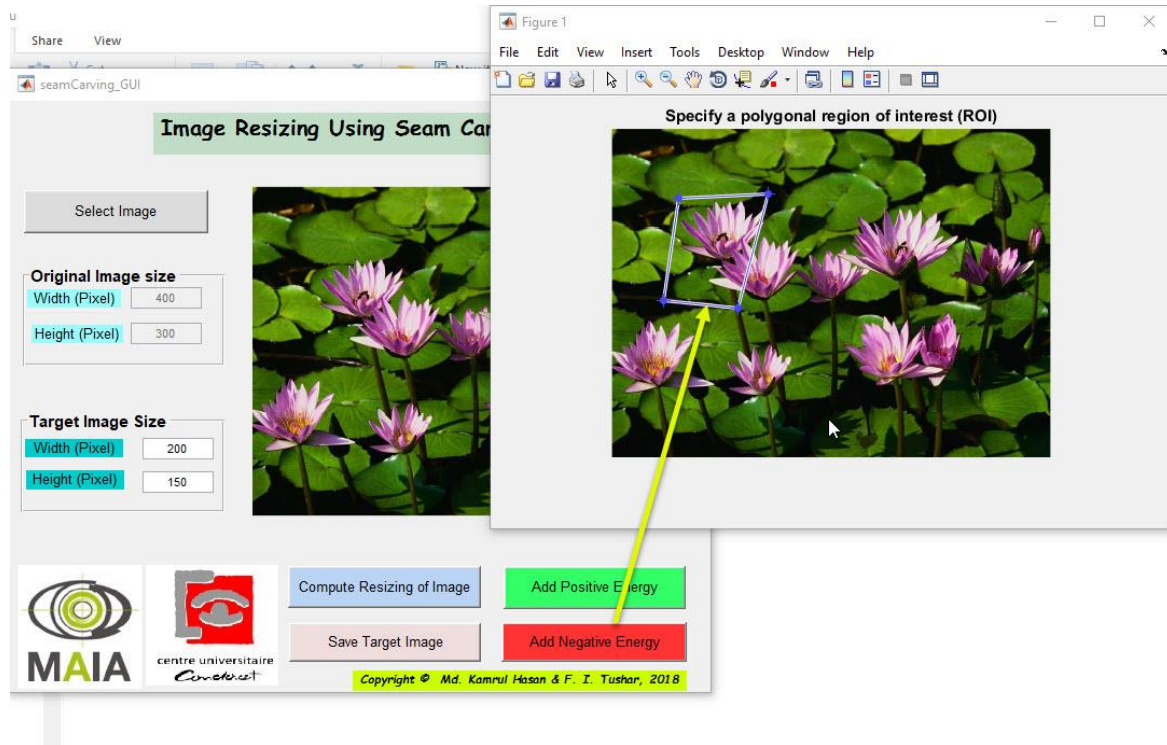 Share View
seamCarving_GUI
Image Resizing Using Seam Car
Select Image
Original Image size
Width (Pixel) 400
Height (Pixel) 300
Target Image Size
Width (Pixel) 200
Height (Pixel) 150
Compute Resizing of Image
Add Positive Energy
Save Target Image
Add Negative Energy
MAIA
centre universitaire
Condorcet
Copyright © Md. Kamrul Hasan & F. I. Tushar, 2018
Figure 1
File Edit View Insert Tools Desktop Window Help
Specify a polygonal region of interest (ROI)